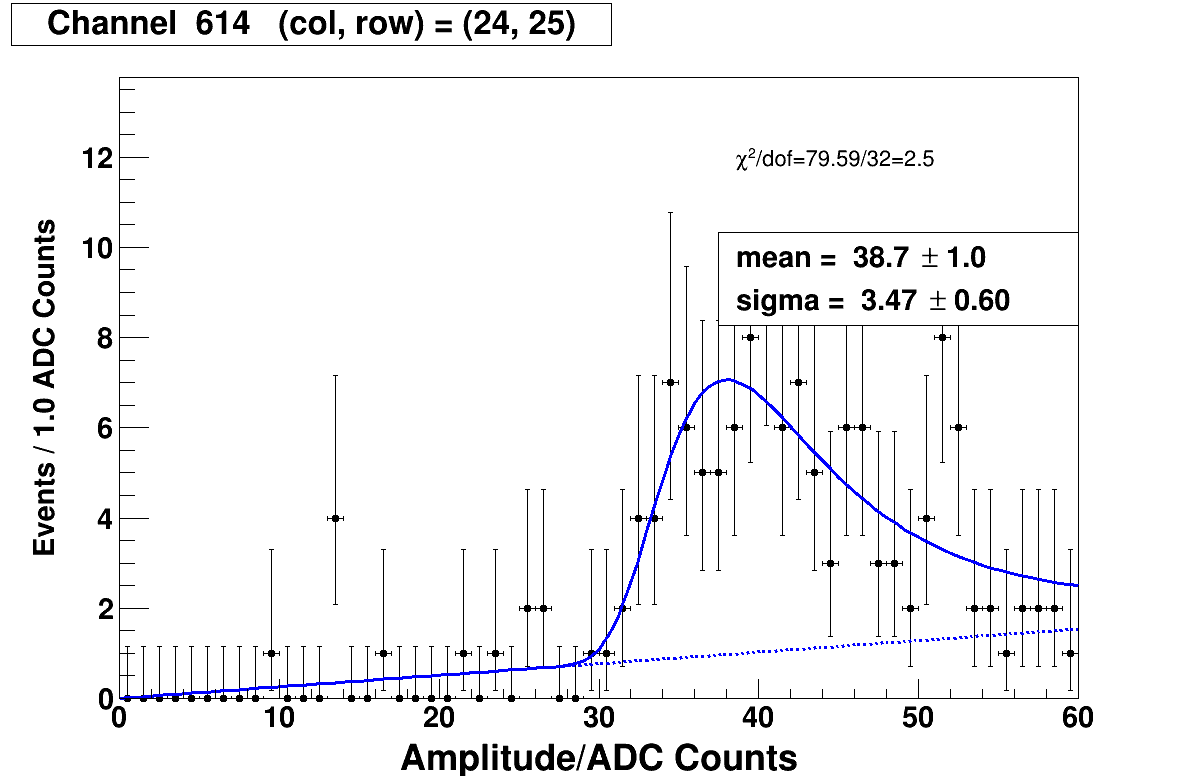 Channel 614 (col, row) = (24, 25)
χ²/dof=79.59/32=2.5
mean = 38.7 ± 1.0
sigma = 3.47 ± 0.60
Events / 1.0 ADC Counts
12
10
8
6
4
2
0
0 10 20 30 40 50 60
Amplitude/ADC Counts